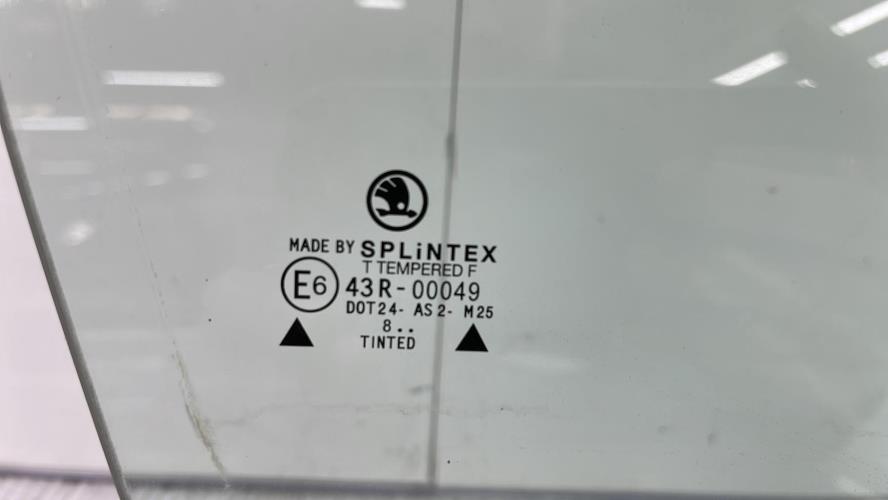 MADE BY SPLiNTEX
T TEMPERED F
E6 43R-00049
DOT24- AS2- M25
8..
TINTED